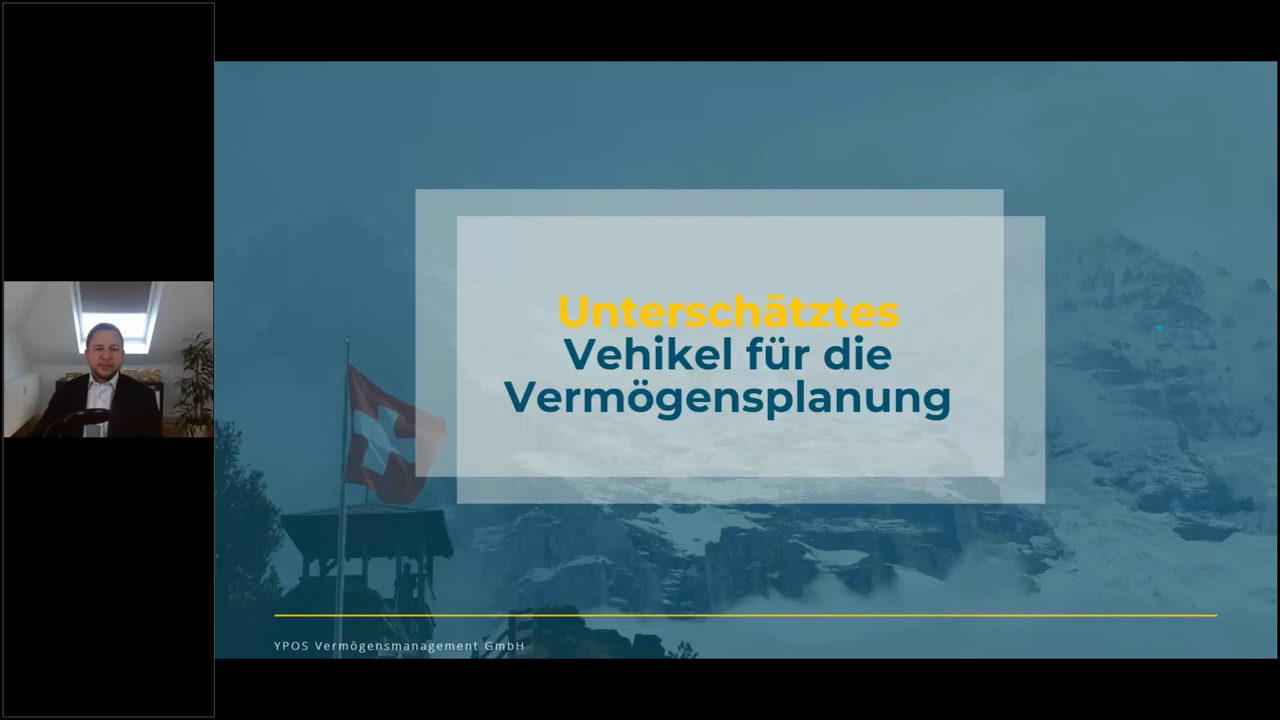 Unterschätztes
Vehikel für die
Vermögensplanung
YPOS Vermögensmanagement GmbH